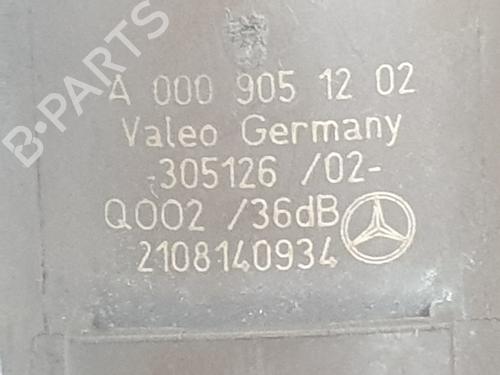 B-PARTS
A 000 905 12 02
Valeo Germany
-305126 /02-
Q002 /36dB
2108140934